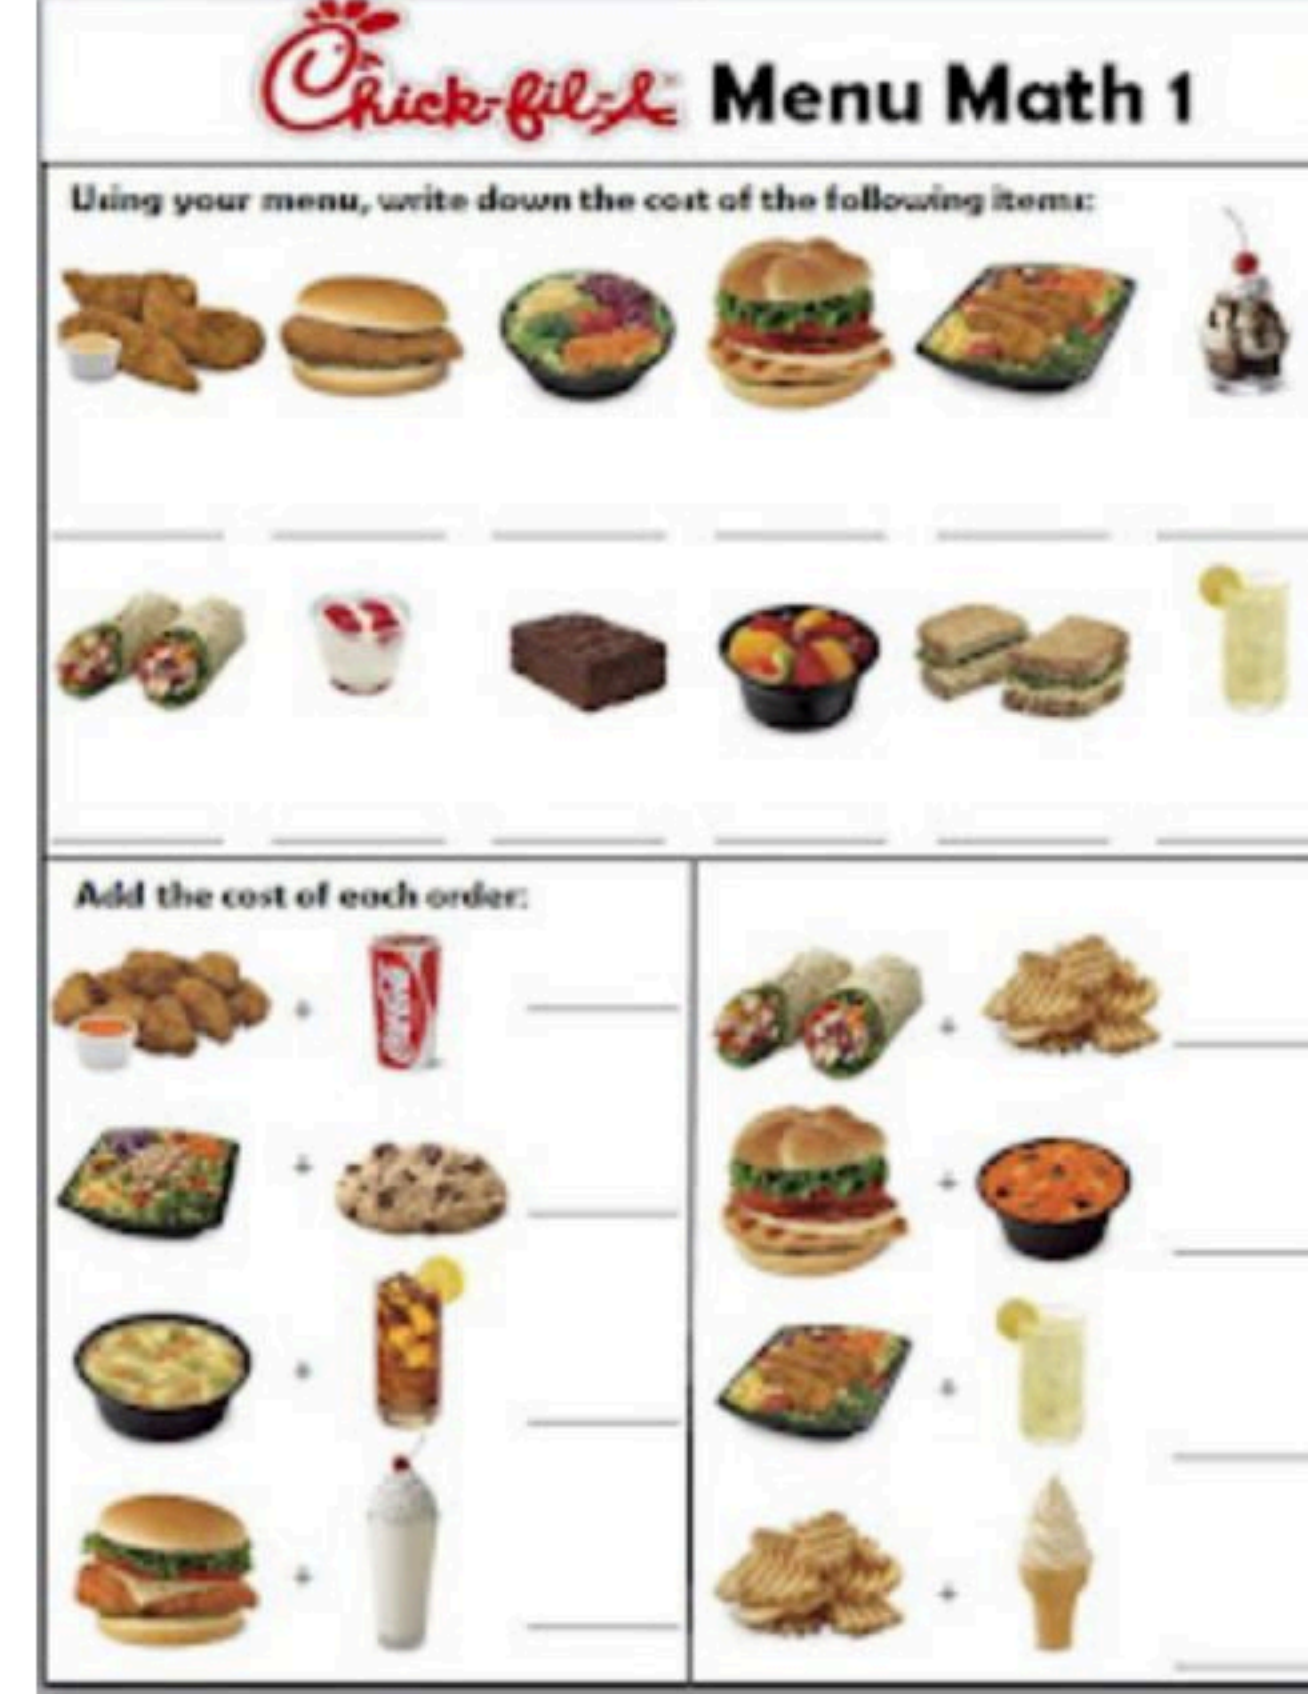 Chick-fil-A Menu Math 1
Using your menu, write down the cost of the following items:
Add the cost of each order:
+
+
+
+
+
+
+
+